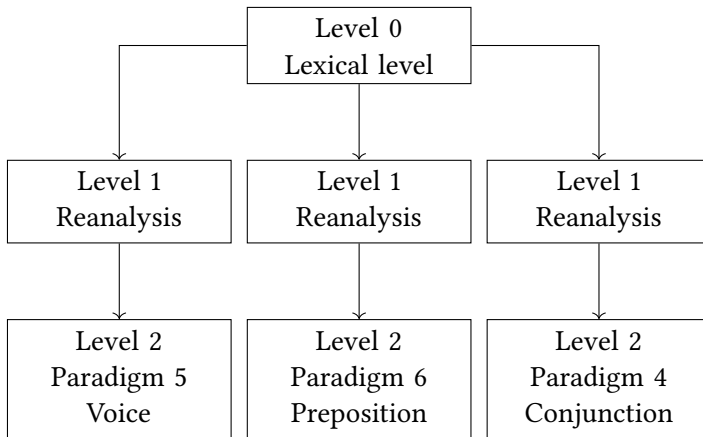 Level 0
Lexical level
Level 1
Reanalysis
Level 1
Reanalysis
Level 1
Reanalysis
Level 2
Paradigm 5
Voice
Level 2
Paradigm 6
Preposition
Level 2
Paradigm 4
Conjunction